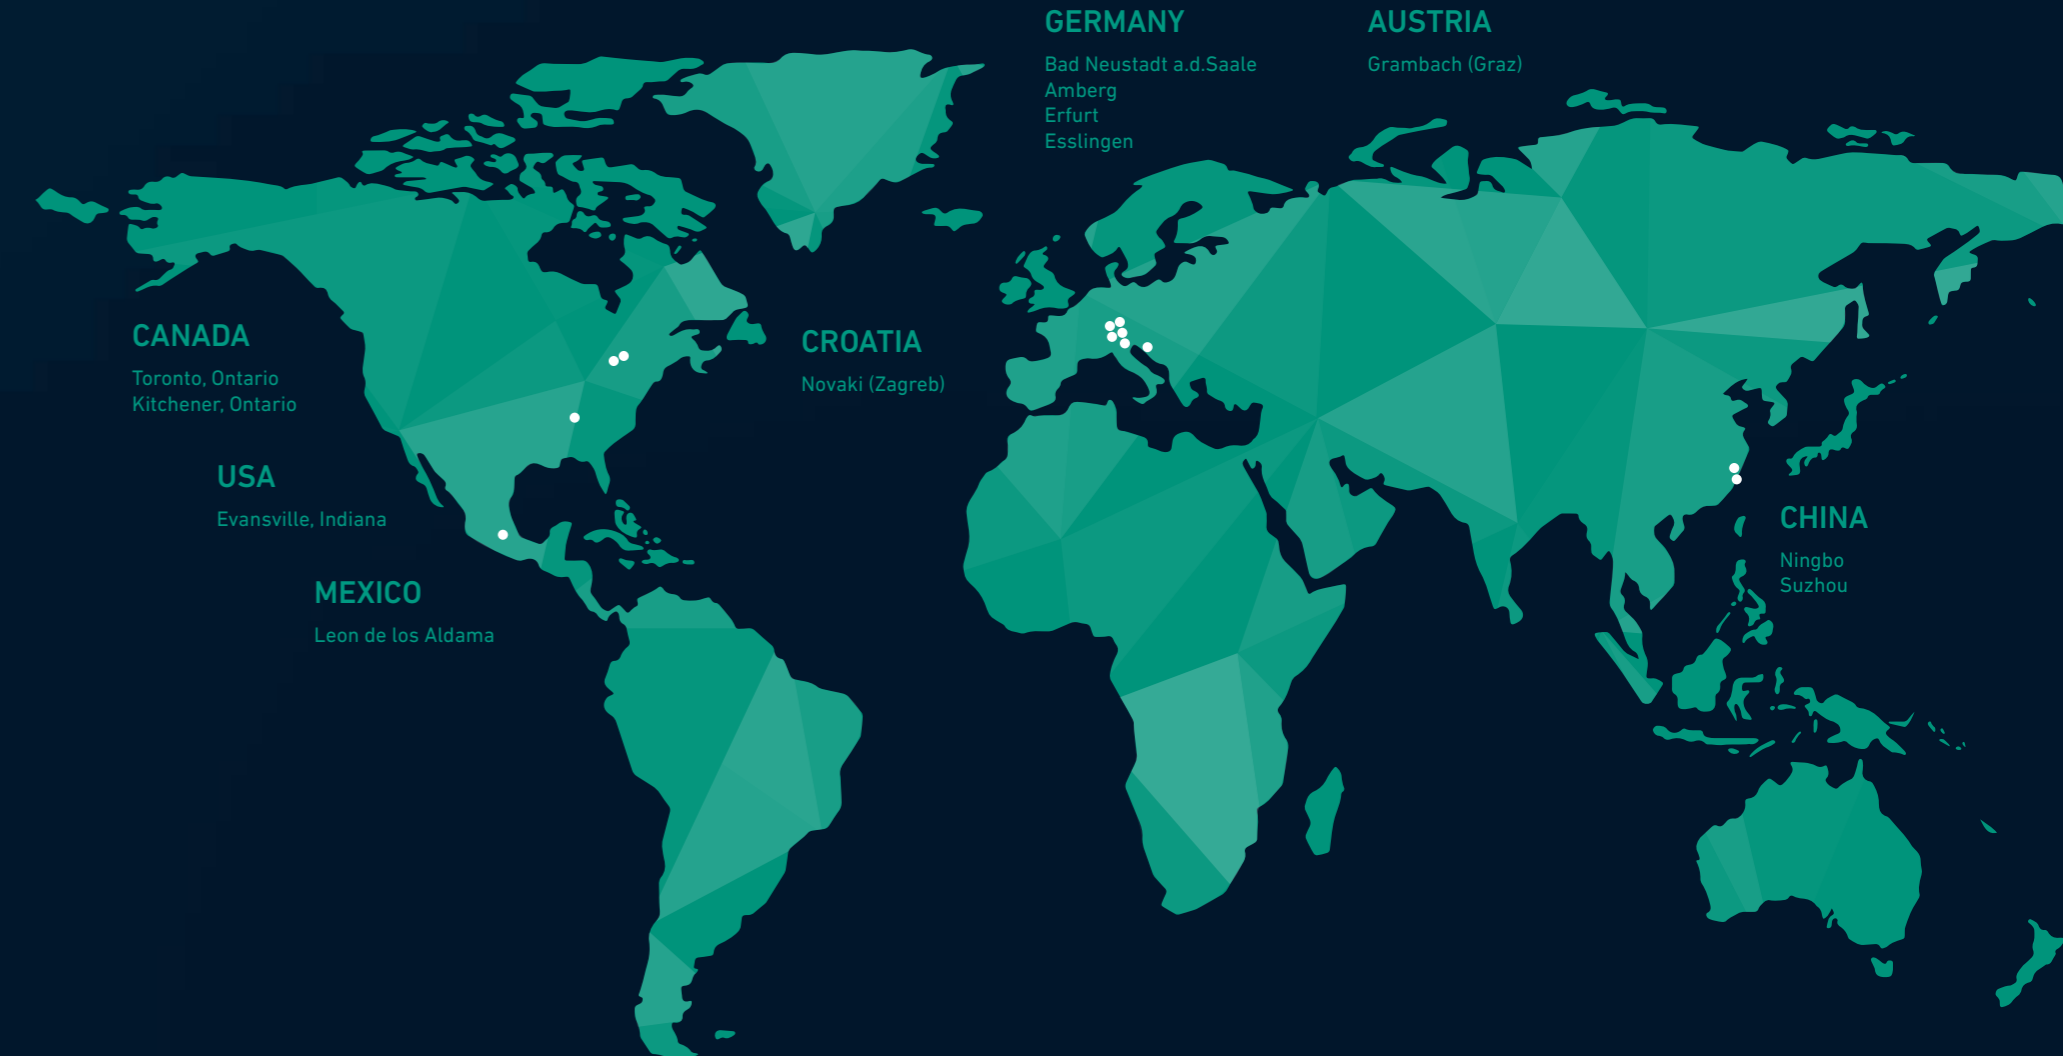 GERMANY
Bad Neustadt a.d.Saale
Amberg
Erfurt
Esslingen
AUSTRIA
Grambach (Graz)
CANADA
Toronto, Ontario
Kitchener, Ontario
CROATIA
Novaki (Zagreb)
USA
Evansville, Indiana
MEXICO
Leon de los Aldama
CHINA
Ningbo
Suzhou